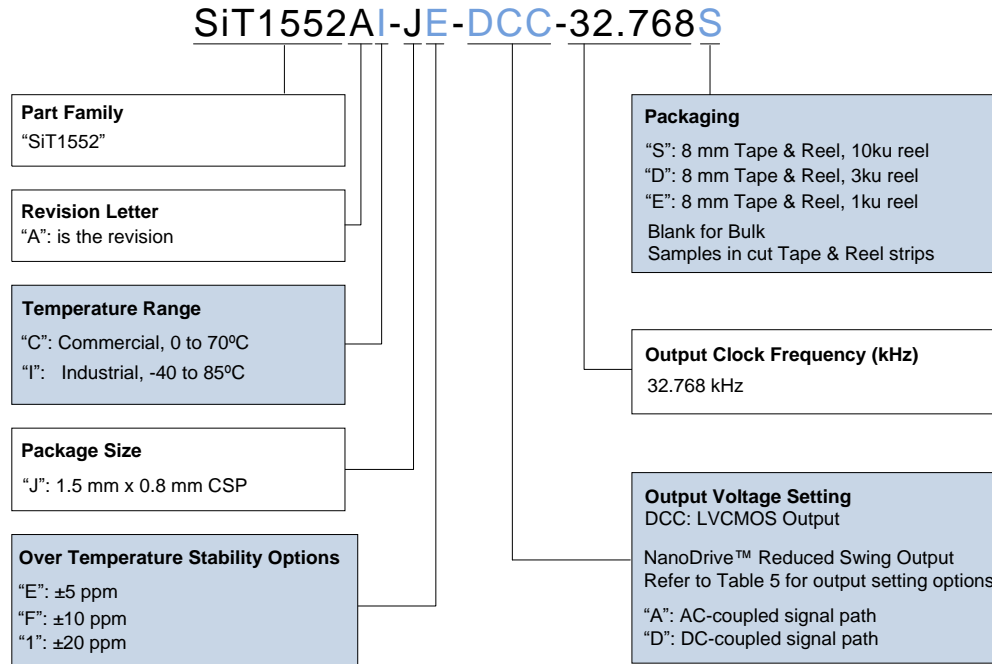 SiT1552AI-JE-DCC-32.768S
Part Family
“SiT1552”
Revision Letter
“A”: is the revision
Temperature Range
“C”: Commercial, 0 to 70ºC
“I”: Industrial, -40 to 85ºC
Package Size
“J”: 1.5 mm x 0.8 mm CSP
Over Temperature Stability Options
“E”: ±5 ppm
“F”: ±10 ppm
“1”: ±20 ppm
Packaging
“S”: 8 mm Tape & Reel, 10ku reel
“D”: 8 mm Tape & Reel, 3ku reel
“E”: 8 mm Tape & Reel, 1ku reel
Blank for Bulk
Samples in cut Tape & Reel strips
Output Clock Frequency (kHz)
32.768 kHz
Output Voltage Setting
DCC: LVCMOS Output
NanoDrive™ Reduced Swing Output
Refer to Table 5 for output setting options
“A”: AC-coupled signal path
“D”: DC-coupled signal path